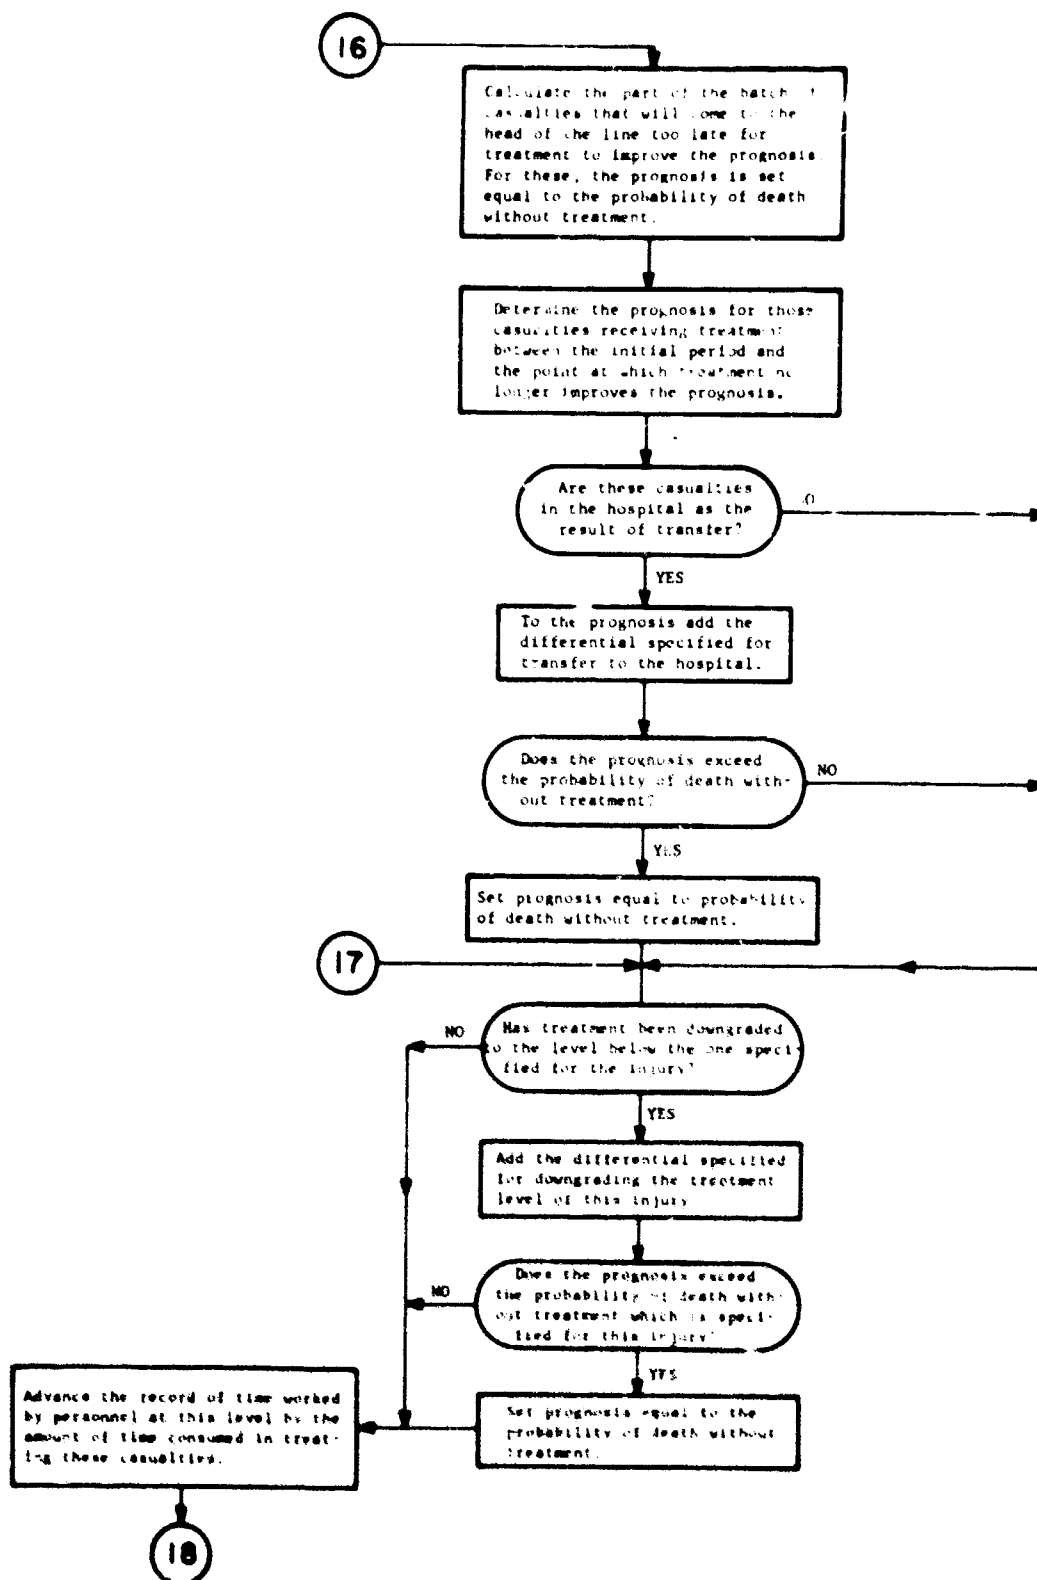 16
Calculate the part of the batch of
casualties that will come to the
head of the line too late for
treatment to improve the prognosis.
For these, the prognosis is set
equal to the probability of death
without treatment.
Determine the prognosis for those
casualties receiving treatment
between the initial period and
the point at which treatment no
longer improves the prognosis.
Are these casualties
in the hospital as the
result of transfer?
YES
To the prognosis add the
differential specified for
transfer to the hospital.
Does the prognosis exceed
the probability of death with-
out treatment?
NO
YES
Set prognosis equal to probability
of death without treatment.
17
Has treatment been downgraded
to the level below the one speci-
fied for the injury?
NO
YES
Add the differential specified
for downgrading the treatment
level of this injury
Does the prognosis exceed
the probability of death with-
out treatment which is speci-
fied for this injury?
NO
YES
Set prognosis equal to the
probability of death without
treatment.
Advance the record of time worked
by personnel at this level by the
amount of time consumed in treat-
ing these casualties.
18